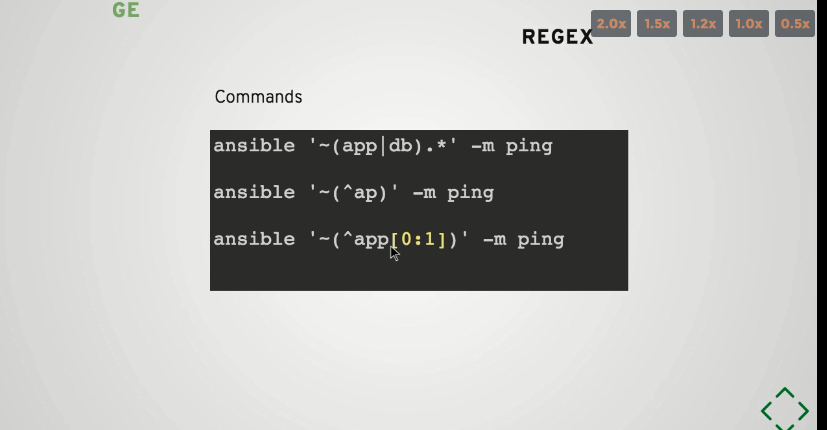 GE
2.0x 1.5x 1.2x 1.0x 0.5x
REGEX
Commands
ansible '~(app|db).*' -m ping
ansible '~(^ap)' -m ping
ansible '~(^app[0:1])' -m ping